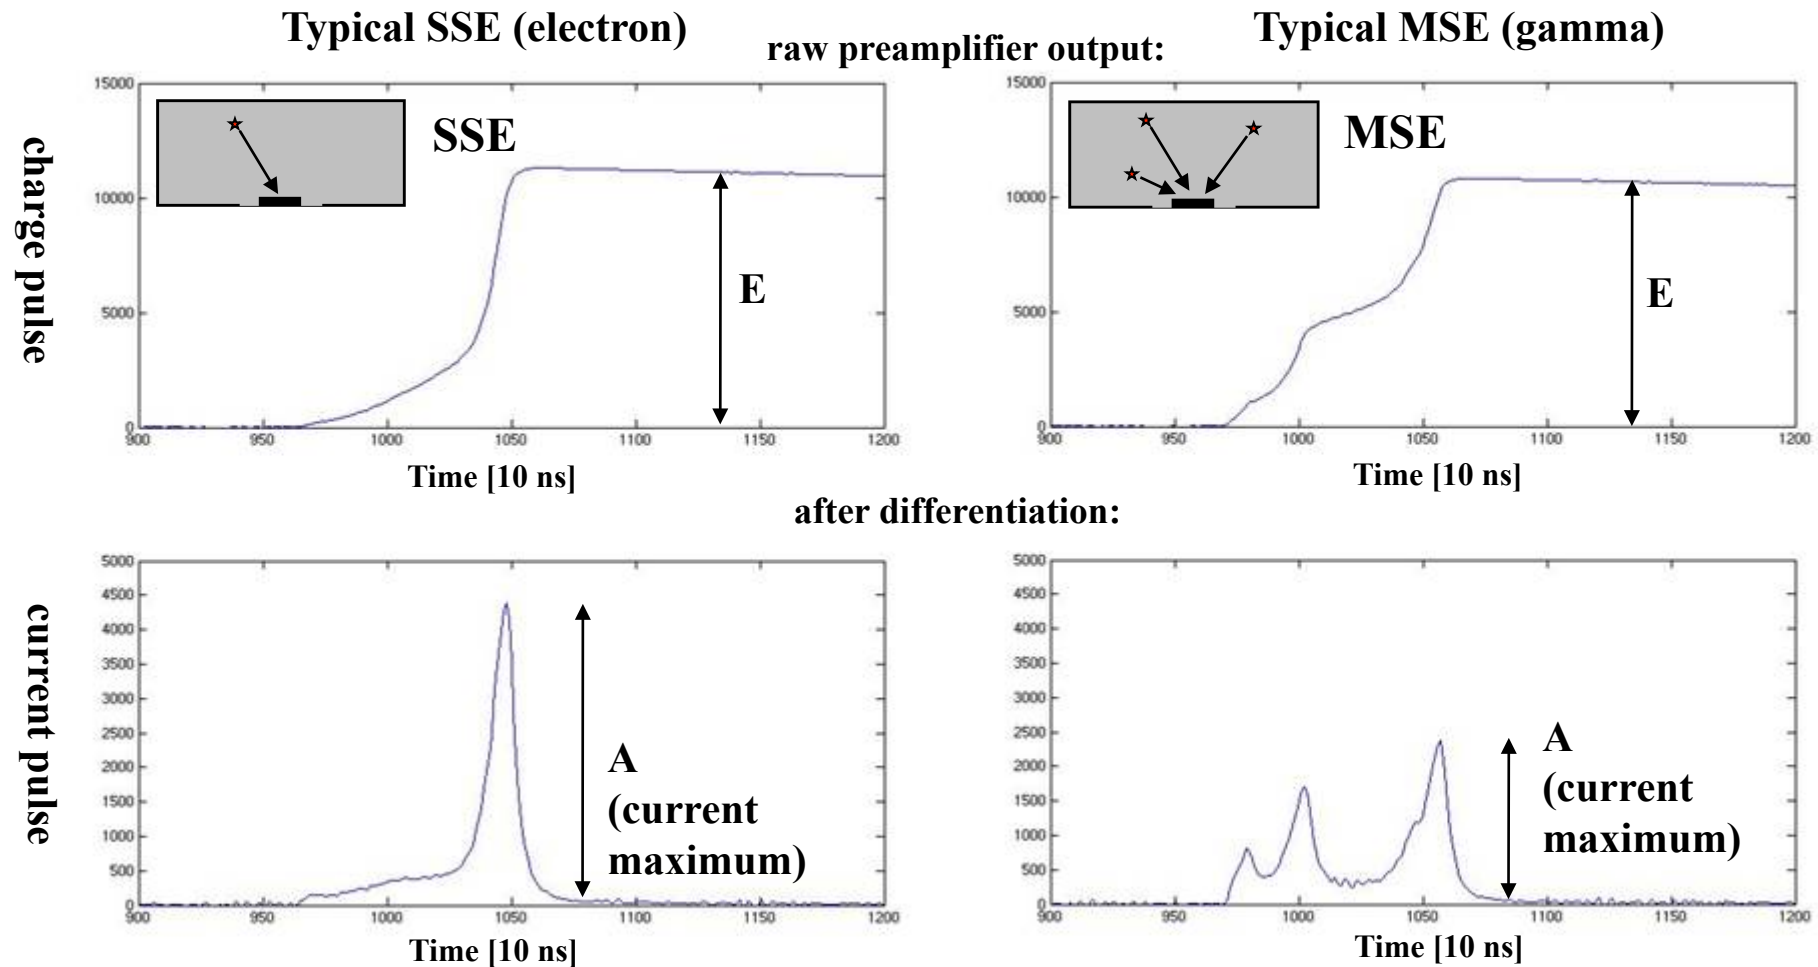 Typical SSE (electron)
raw preamplifier output:
Typical MSE (gamma)
charge pulse
15000
10000
5000
0
900 950 1000 1050 1100 1150 1200
SSE
E
Time [10 ns]
15000
10000
5000
0
900 950 1000 1050 1100 1150 1200
MSE
E
Time [10 ns]
after differentiation:
current pulse
5000
4500
4000
3500
3000
2500
2000
1500
1000
500
0
900 950 1000 1050 1100 1150 1200
A
(current
maximum)
Time [10 ns]
5000
4500
4000
3500
3000
2500
2000
1500
1000
500
0
900 950 1000 1050 1100 1150 1200
A
(current
maximum)
Time [10 ns]